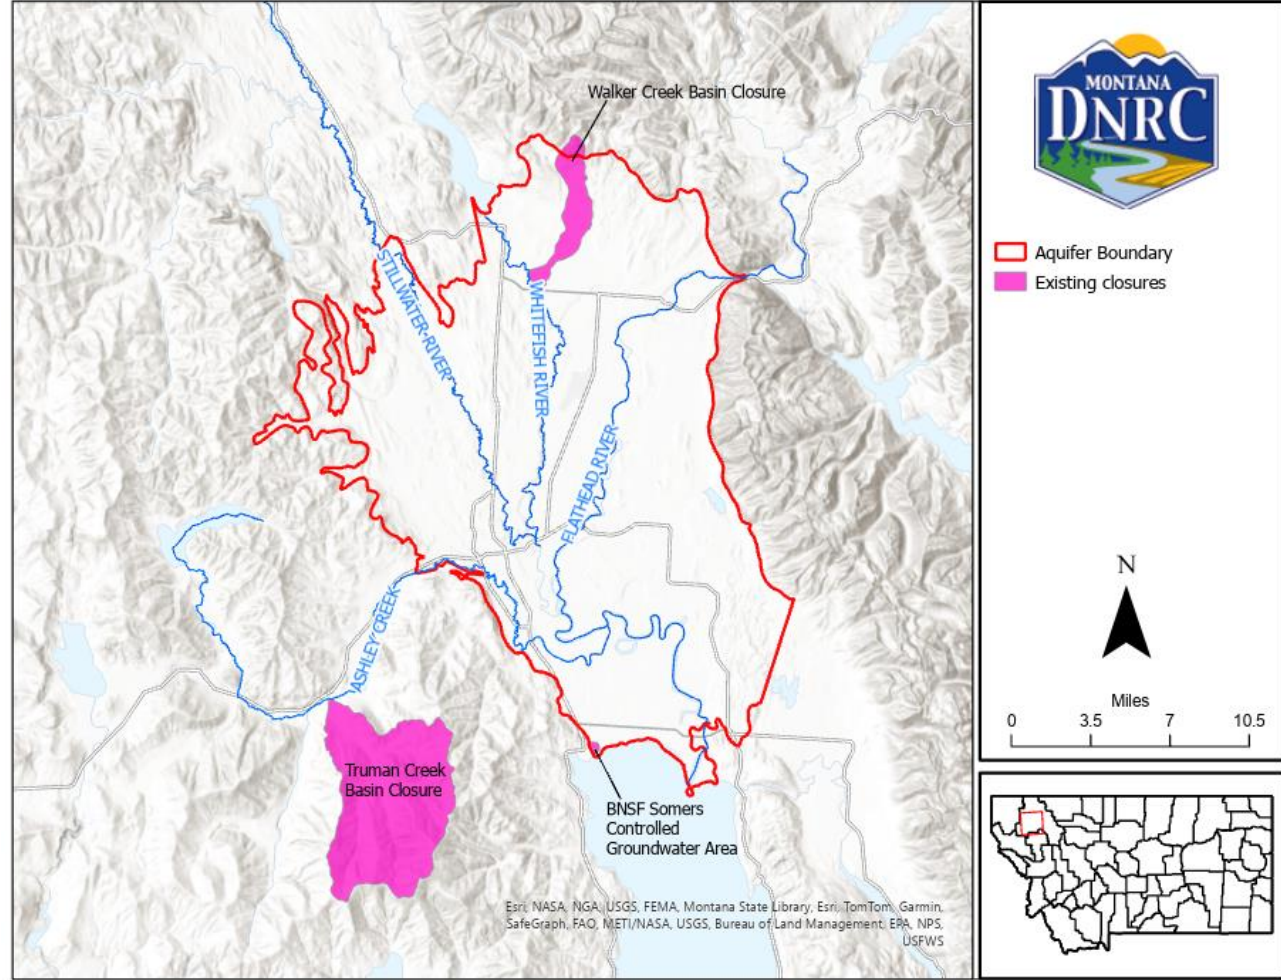 Walker Creek Basin Closure
STILLWATER RIVER
WHITEFISH RIVER
FLATHEAD RIVER
ASHLEY CREEK
Truman Creek
Basin Closure
BNSF Somers
Controlled
Groundwater Area
Esri, NASA, NGA, USGS, FEMA, Montana State Library, Esri, TomTom, Garmin,
SafeGraph, FAO, METI/NASA, USGS, Bureau of Land Management, EPA, NPS,
USFWS
MONTANA
DNRC
Aquifer Boundary
Existing closures
N
Miles
0 3.5 7 10.5